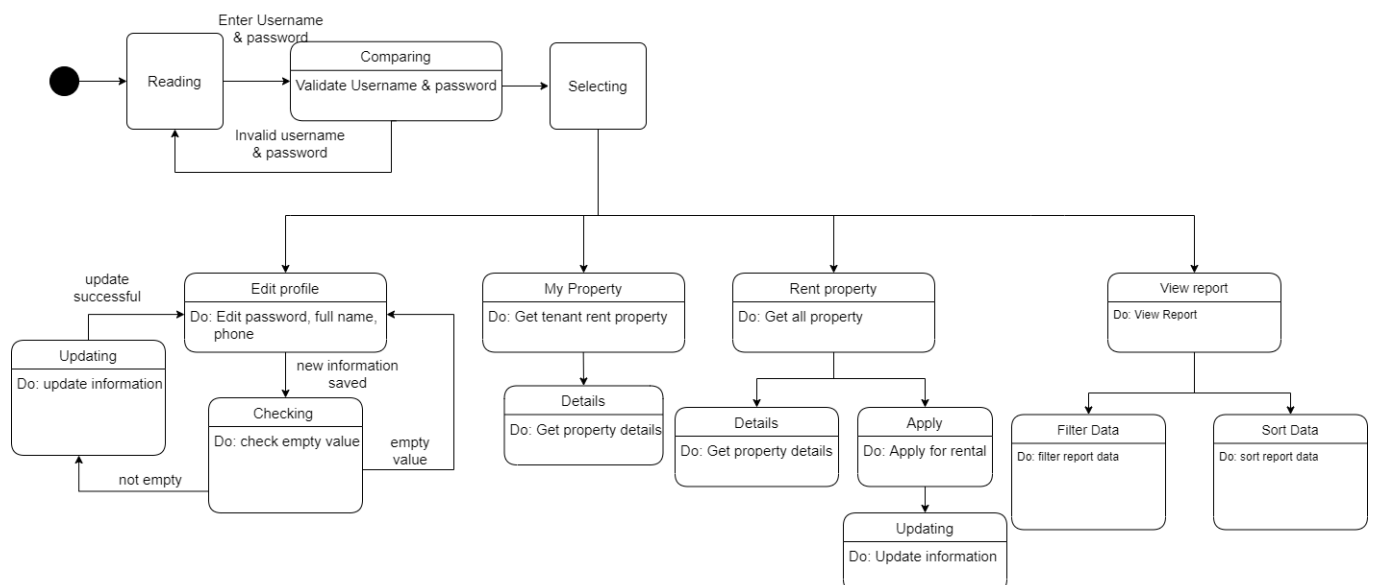 Enter Username
& password
Reading
Comparing
Validate Username & password
Selecting
Invalid username
& password
update
successful
Edit profile
Do: Edit password, full name,
phone
My Property
Do: Get tenant rent property
Rent property
Do: Get all property
View report
Do: View Report
Updating
Do: update information
new information
saved
Checking
Do: check empty value
empty
value
not empty
Details
Do: Get property details
Details
Do: Get property details
Apply
Do: Apply for rental
Filter Data
Do: filter report data
Sort Data
Do: sort report data
Updating
Do: Update information